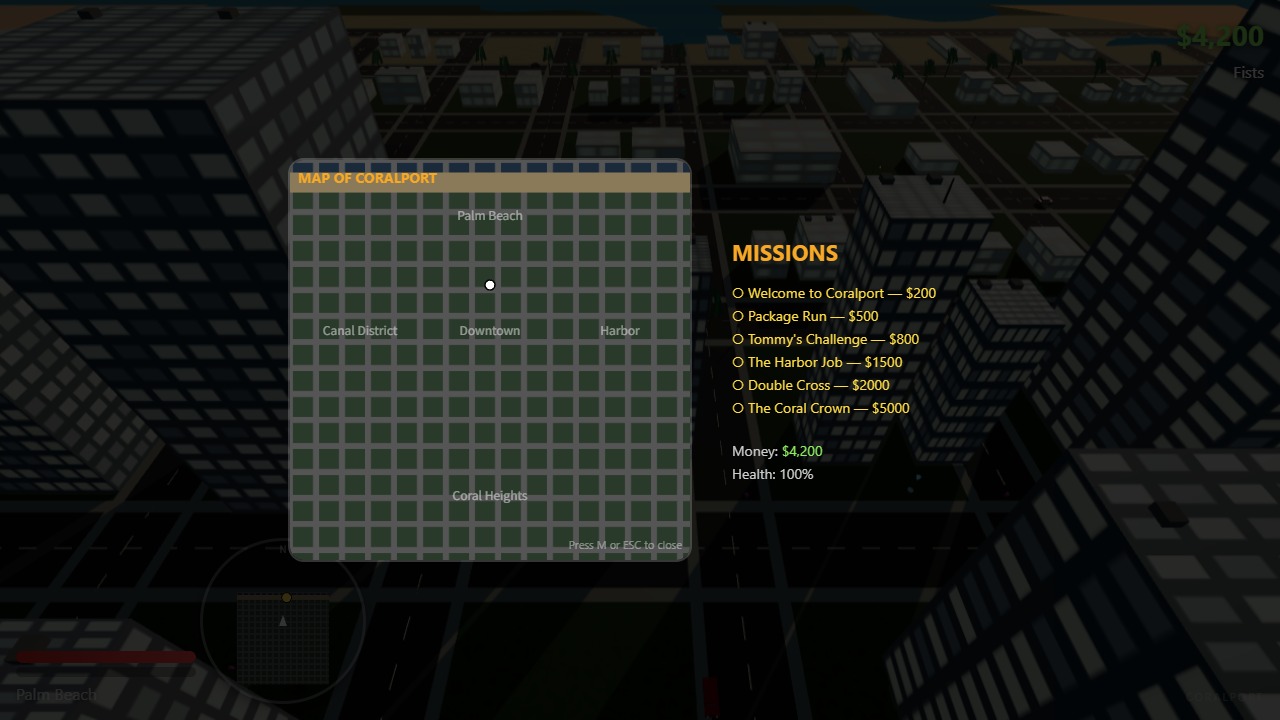 $4,200
Fists
MAP OF CORALPORT
Palm Beach
Canal District
Downtown
Harbor
Coral Heights
Press M or ESC to close
MISSIONS
○ Welcome to Coralport — $200
○ Package Run — $500
○ Tommy's Challenge — $800
○ The Harbor Job — $1500
○ Double Cross — $2000
○ The Coral Crown — $5000
Money: $4,200
Health: 100%
N
Palm Beach